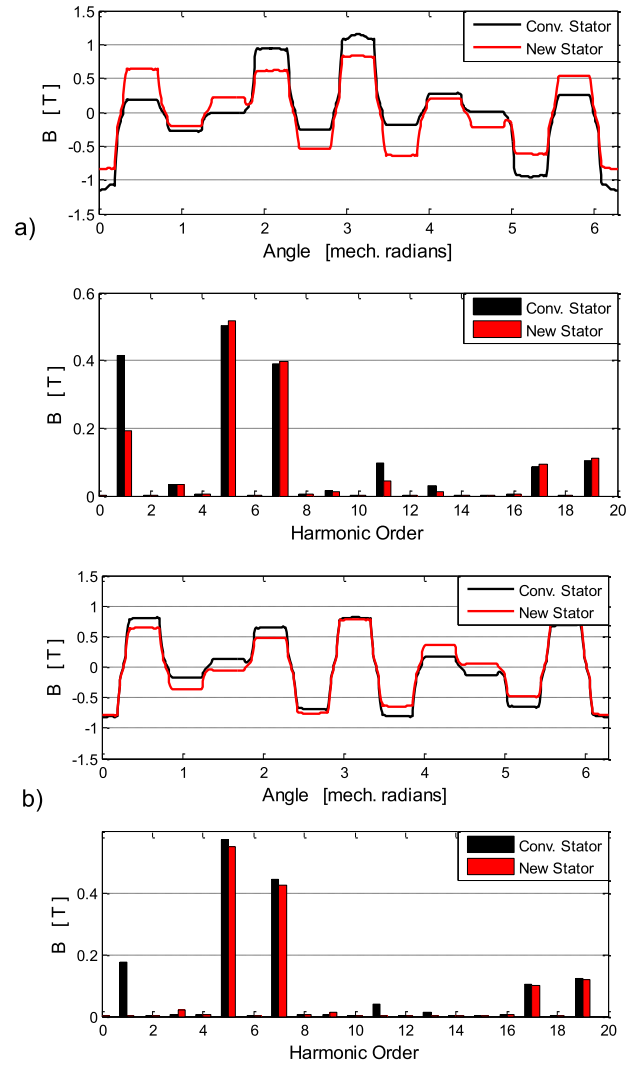 1.5
1
0.5
0
-0.5
-1
-1.5
B [T]
Conv. Stator
New Stator
0 1 2 3 4 5 6
Angle [mech. radians]
a)
0.6
0.4
0.2
0
B [T]
Conv. Stator
New Stator
0 2 4 6 8 10 12 14 16 18 20
Harmonic Order
1.5
1
0.5
0
-0.5
-1
-1.5
B [T]
Conv. Stator
New Stator
0 1 2 3 4 5 6
Angle [mech. radians]
b)
0.4
0.2
0
B [T]
Conv. Stator
New Stator
0 2 4 6 8 10 12 14 16 18 20
Harmonic Order